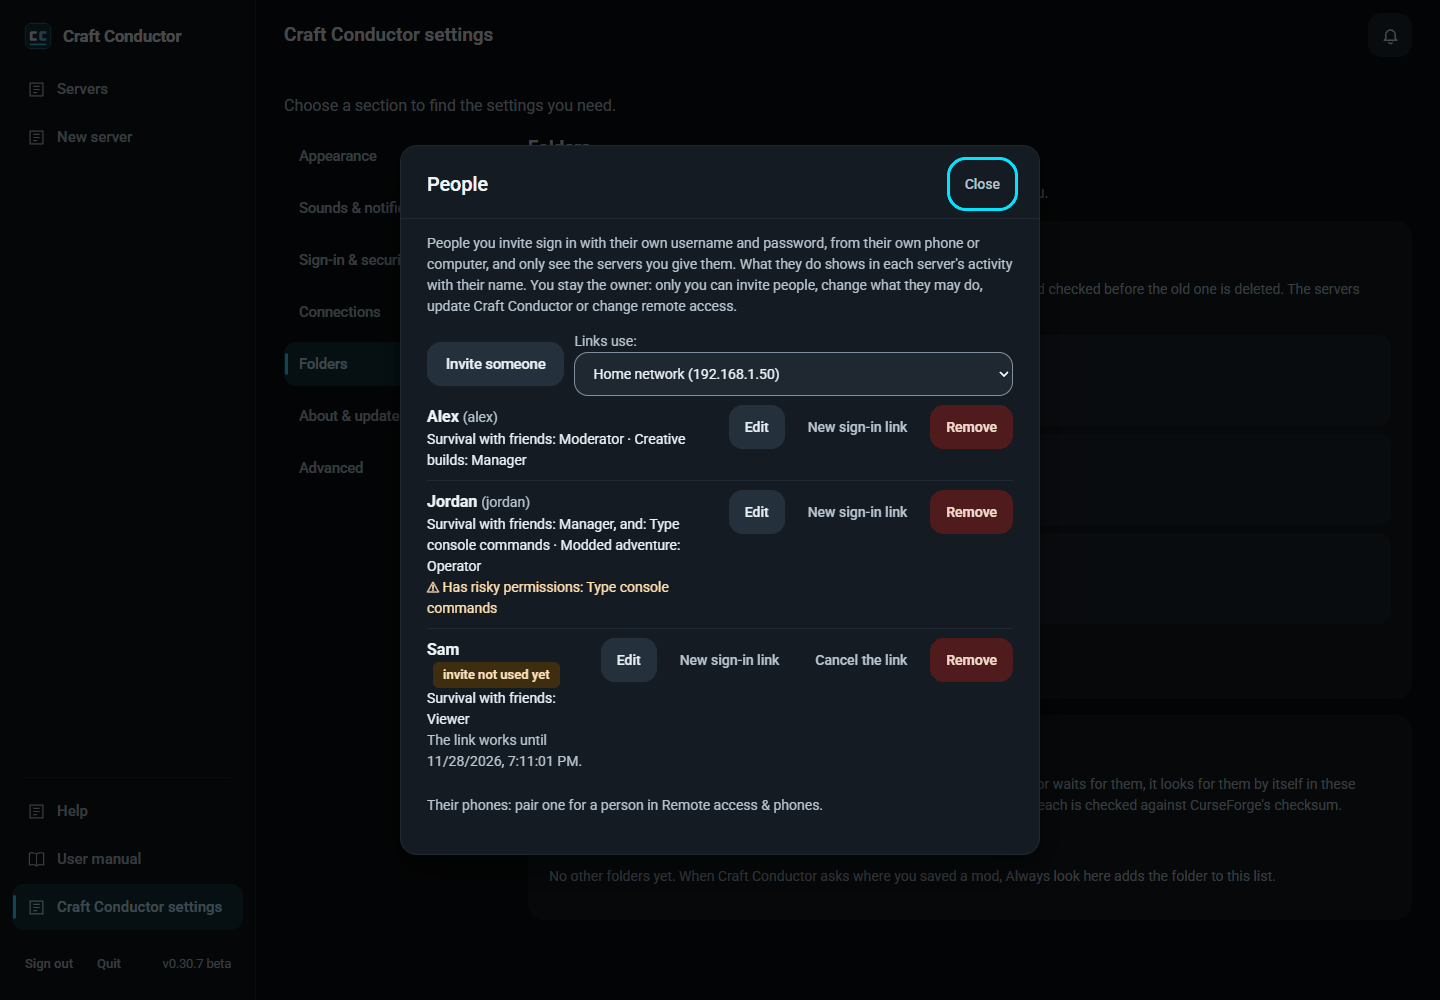 CC Craft Conductor
Servers
New server
Help
User manual
Craft Conductor settings
Sign out Quit v0.30.7 beta
Craft Conductor settings
Choose a section to find the settings you need.
Appearance
Sounds & notific
Sign-in & securi
Connections
Folders
About & update
Advanced
Folders
u.
d checked before the old one is deleted. The servers
or waits for them, it looks for them by itself in these
each is checked against CurseForge's checksum.
No other folders yet. When Craft Conductor asks where you saved a mod, Always look here adds the folder to this list.
People
Close
People you invite sign in with their own username and password, from their own phone or
computer, and only see the servers you give them. What they do shows in each server's activity
with their name. You stay the owner: only you can invite people, change what they may do,
update Craft Conductor or change remote access.
Invite someone
Links use:
Home network (192.168.1.50)
Alex (alex)
Survival with friends: Moderator · Creative
builds: Manager
Edit New sign-in link Remove
Jordan (jordan)
Survival with friends: Manager, and: Type
console commands · Modded adventure:
Operator
⚠ Has risky permissions: Type console
commands
Edit New sign-in link Remove
Sam
invite not used yet
Survival with friends:
Viewer
The link works until
11/28/2026, 7:11:01 PM.
Edit New sign-in link Cancel the link Remove
Their phones: pair one for a person in Remote access & phones.